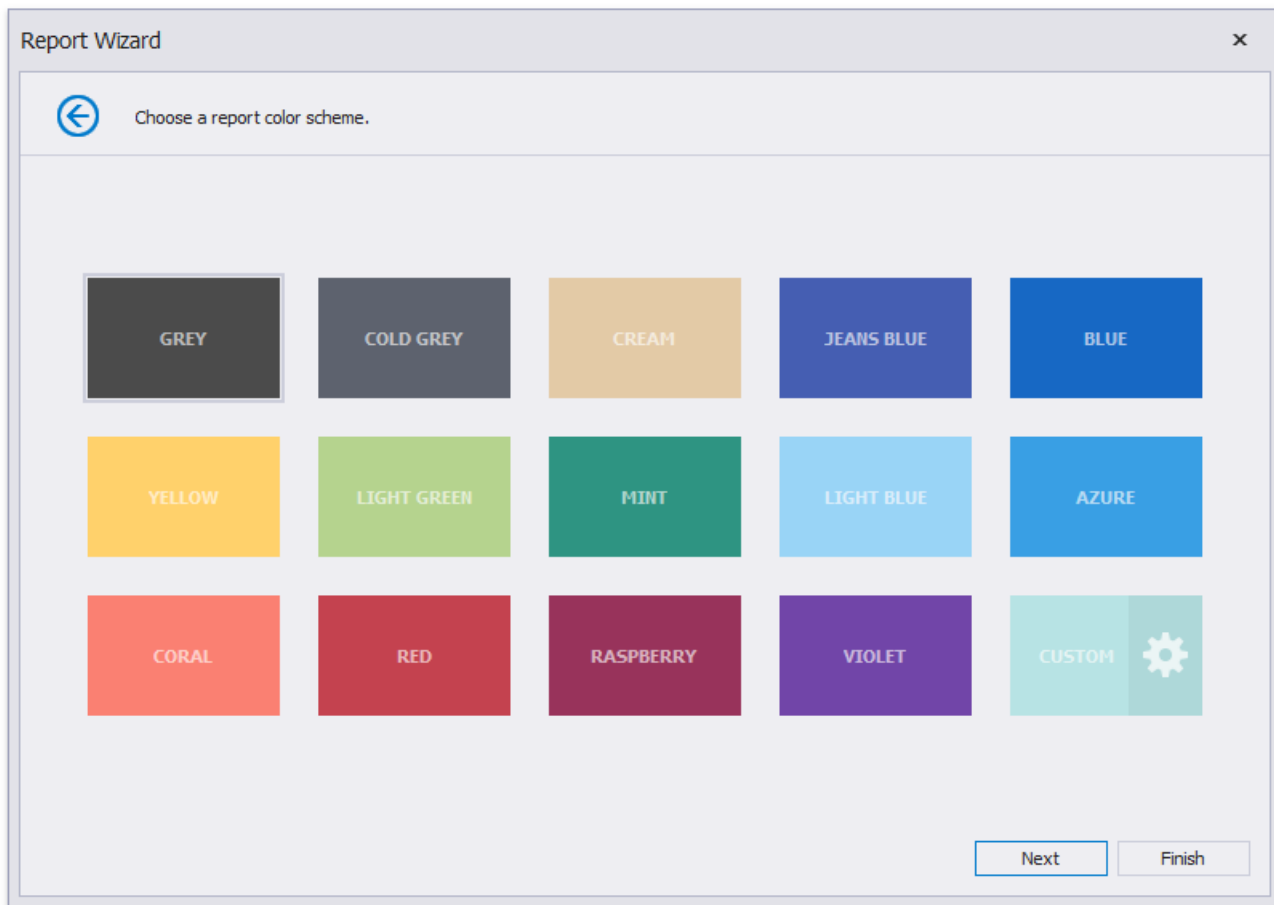 Report Wizard
Choose a report color scheme.
GREY COLD GREY CREAM JEANS BLUE BLUE
YELLOW LIGHT GREEN MINT LIGHT BLUE AZURE
CORAL RED RASPBERRY VIOLET CUSTOM
Next Finish